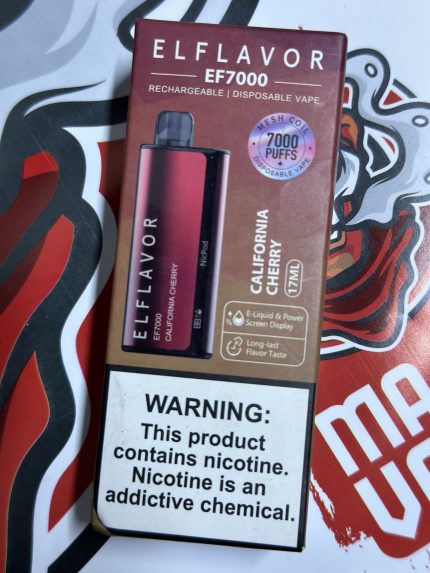 ELFLAVOR
EF7000
RECHARGEABLE | DISPOSABLE VAPE
MESH COIL
7000
PUFFS
DISPOSABLE VAPE
ELFLAVOR
EF7000
CALIFORNIA CHERRY
NicPod
CALIFORNIA
CHERRY
17ML
E-Liquid & Power
Screen Display
Long-last
Flavor Taste
WARNING:
This product
contains nicotine.
Nicotine is an
addictive chemical.